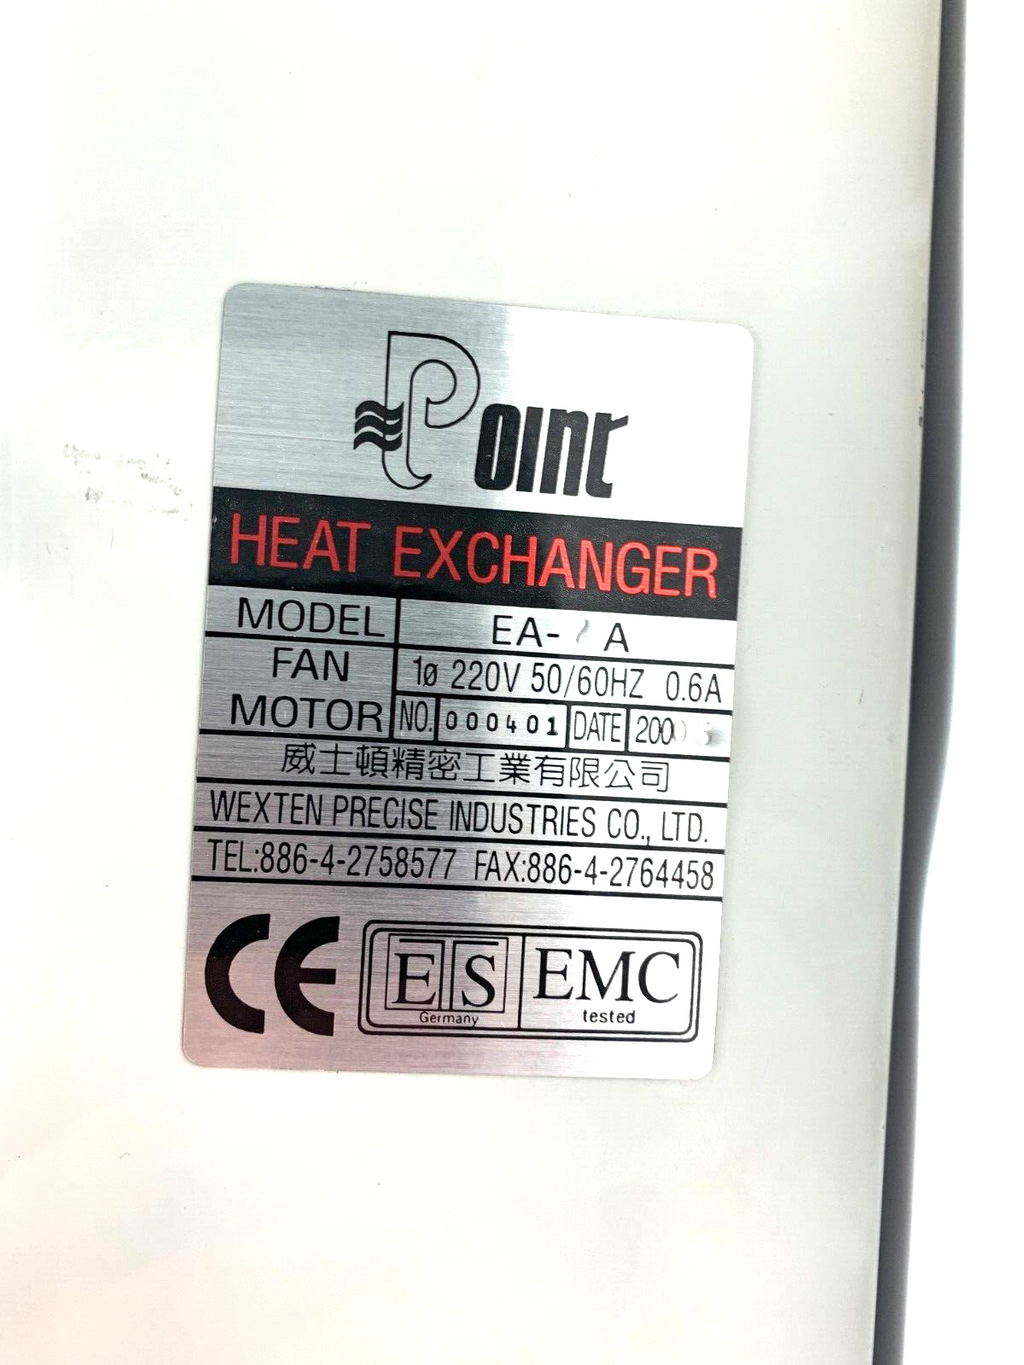 Point
HEAT EXCHANGER
MODEL EA- A
FAN MOTOR 1ø 220V 50/60HZ 0.6A
NO. 000401 DATE
威士頓精密工業有限公司
WEXTEN PRECISE INDUSTRIES CO., LTD.
TEL:886-4-2758577 FAX:886-4-2764458
CE ES EMC
Germany tested